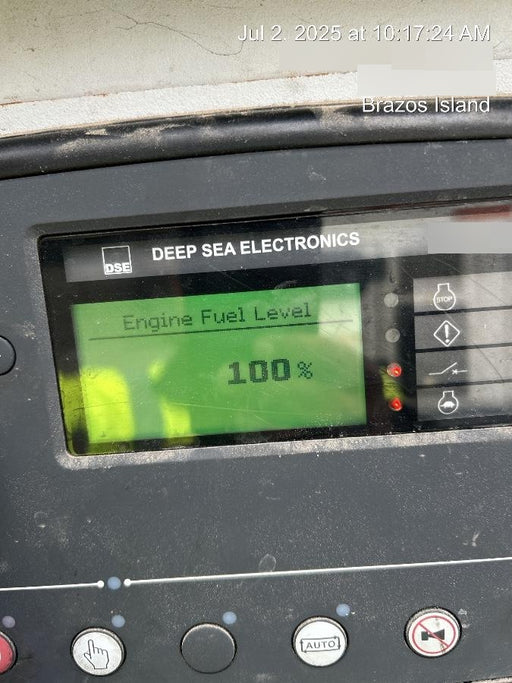 Jul 2, 2025 at 10:17:24 AM
Brazos Island
DSE
DEEP SEA ELECTRONICS
Engine Fuel Level
100%
STOP
AUTO